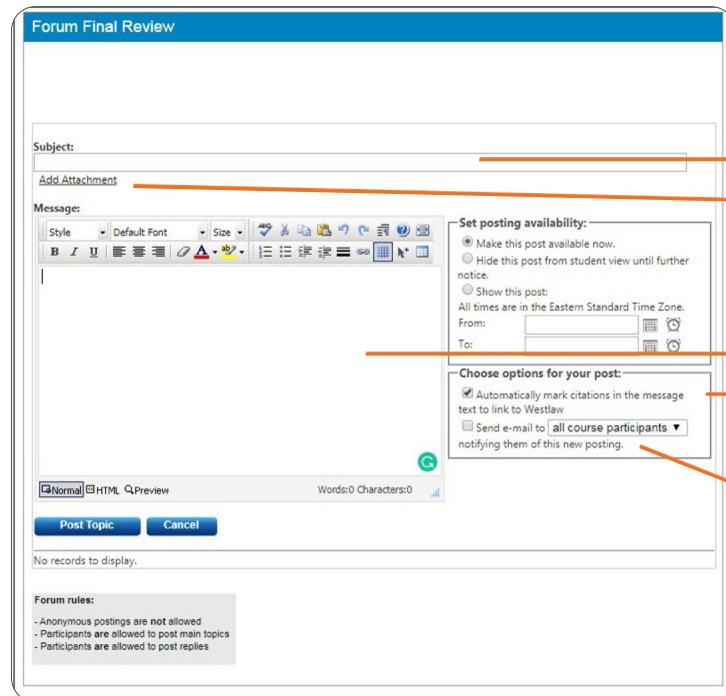 Forum Final Review
Subject:
Add Attachment
Message:
Style Default Font Size ABC
B I U A ab
Normal HTML Preview Words:0 Characters:0
Set posting availability:
Make this post available now.
Hide this post from student view until further
notice.
Show this post:
All times are in the Eastern Standard Time Zone.
From:
To:
Choose options for your post:
Automatically mark citations in the message
text to link to Westlaw
Send e-mail to all course participants
notifying them of this new posting.
Post Topic Cancel
No records to display.
Forum rules:
- Anonymous postings are not allowed
- Participants are allowed to post main topics
- Participants are allowed to post replies